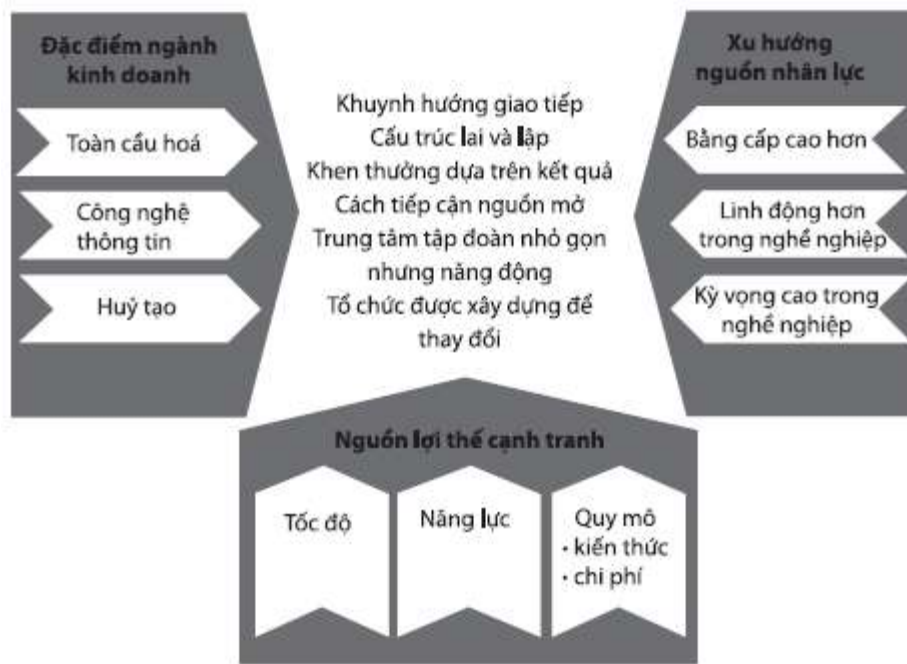 Đặc điểm ngành
kinh doanh
Toàn cầu hoá
Công nghệ
thông tin
Huỷ tạo
Khuynh hướng giao tiếp
Cấu trúc lai và lập
Khen thưởng dựa trên kết quả
Cách tiếp cận nguồn mở
Trung tâm tập đoàn nhỏ gọn
nhưng năng động
Tổ chức được xây dựng để
thay đổi
Xu hướng
nguồn nhân lực
Bằng cấp cao hơn
Linh động hơn
trong nghề nghiệp
Kỳ vọng cao trong
nghề nghiệp
Nguồn lợi thế cạnh tranh
Tốc độ
Năng lực
Quy mô
• kiến thức
• chi phí